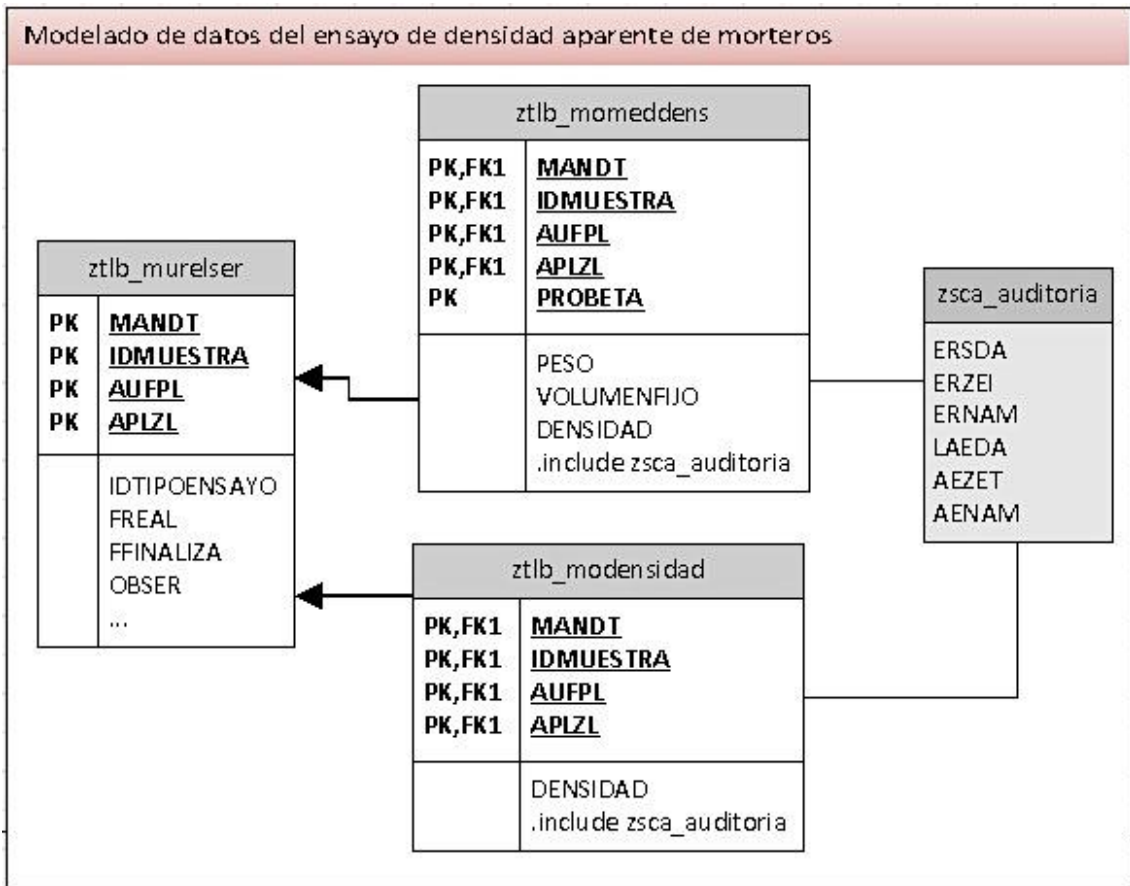 Modelado de datos del ensayo de densidad aparente de morteros
ztlb_momeddens
PK,FK1 MANDT
PK,FK1 IDMUESTRA
PK,FK1 AUFPL
PK,FK1 APLZL
PK PROBETA
PESO
VOLUMENFIJO
DENSIDAD
.include zsca_auditoria
ztlb_murelser
PK MANDT
PK IDMUESTRA
PK AUFPL
PK APLZL
IDTIPOENSAYO
FREAL
FFINALIZA
OBSER
...
zsca_auditoria
ERSDA
ERZEI
ERNAM
LAEDA
AEZET
AENAM
ztlb_modensidad
PK,FK1 MANDT
PK,FK1 IDMUESTRA
PK,FK1 AUFPL
PK,FK1 APLZL
DENSIDAD
.include zsca_auditoria